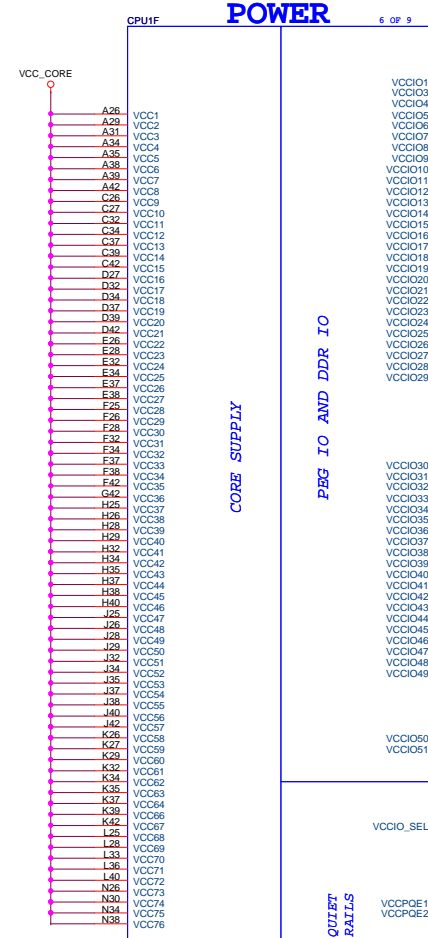 POWER
CPU1F
6 OF 9
VCC_CORE
A26 VCC1
A29 VCC2
A31 VCC3
A34 VCC4
A35 VCC5
A38 VCC6
A39 VCC7
A42 VCC8
C26 VCC9
C27 VCC10
C32 VCC11
C34 VCC12
C37 VCC13
C39 VCC14
C42 VCC15
D27 VCC16
D32 VCC17
D34 VCC18
D37 VCC19
D39 VCC20
D42 VCC21
E26 VCC22
E28 VCC23
E32 VCC24
E34 VCC25
E37 VCC26
E38 VCC27
F25 VCC28
F26 VCC29
F28 VCC30
F32 VCC31
F34 VCC32
F37 VCC33
F38 VCC34
F42 VCC35
G42 VCC36
H25 VCC37
H26 VCC38
H28 VCC39
H29 VCC40
H32 VCC41
H34 VCC42
H35 VCC43
H37 VCC44
H38 VCC45
H40 VCC46
J25 VCC47
J26 VCC48
J28 VCC49
J29 VCC50
J32 VCC51
J34 VCC52
J35 VCC53
J37 VCC54
J38 VCC55
J40 VCC56
J42 VCC57
K26 VCC58
K27 VCC59
K29 VCC60
K32 VCC61
K34 VCC62
K35 VCC63
K37 VCC64
K39 VCC66
K42 VCC67
L25 VCC68
L28 VCC69
L33 VCC70
L36 VCC71
L40 VCC72
N26 VCC73
N30 VCC74
N34 VCC75
N38 VCC76
CORE SUPPLY
PEG IO AND DDR IO
VCCIO1
VCCIO3
VCCIO4
VCCIO5
VCCIO6
VCCIO7
VCCIO8
VCCIO9
VCCIO10
VCCIO11
VCCIO12
VCCIO13
VCCIO14
VCCIO15
VCCIO16
VCCIO17
VCCIO18
VCCIO19
VCCIO20
VCCIO21
VCCIO22
VCCIO23
VCCIO24
VCCIO25
VCCIO26
VCCIO27
VCCIO28
VCCIO29
VCCIO30
VCCIO31
VCCIO32
VCCIO33
VCCIO34
VCCIO35
VCCIO36
VCCIO37
VCCIO38
VCCIO39
VCCIO40
VCCIO41
VCCIO42
VCCIO43
VCCIO44
VCCIO45
VCCIO46
VCCIO47
VCCIO48
VCCIO49
VCCIO50
VCCIO51
VCCIO_SEL
QUIET
RAILS
VCCPQE1
VCCPQE2